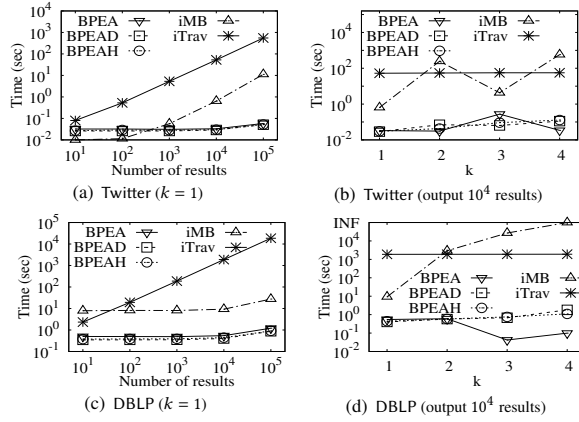 BPEA iMB
BPEAD iTrav
BPEAH
Time (sec)
10^4
10^3
10^2
10^1
10^0
10^-1
10^-2
10^1 10^2 10^3 10^4 10^5
Number of results
(a) Twitter (k = 1)
BPEA iMB
BPEAD iTrav
BPEAH
Time (sec)
10^6
10^4
10^2
10^0
10^-2
1 2 3 4
k
(b) Twitter (output 10^4 results)
BPEA iMB
BPEAD iTrav
BPEAH
Time (sec)
10^5
10^4
10^3
10^2
10^1
10^0
10^-1
10^1 10^2 10^3 10^4 10^5
Number of results
(c) DBLP (k = 1)
INF
10^4
10^3
10^2
10^1
10^0
10^-1
10^-2
Time (sec)
BPEA iMB
BPEAD iTrav
BPEAH
1 2 3 4
k
(d) DBLP (output 10^4 results)